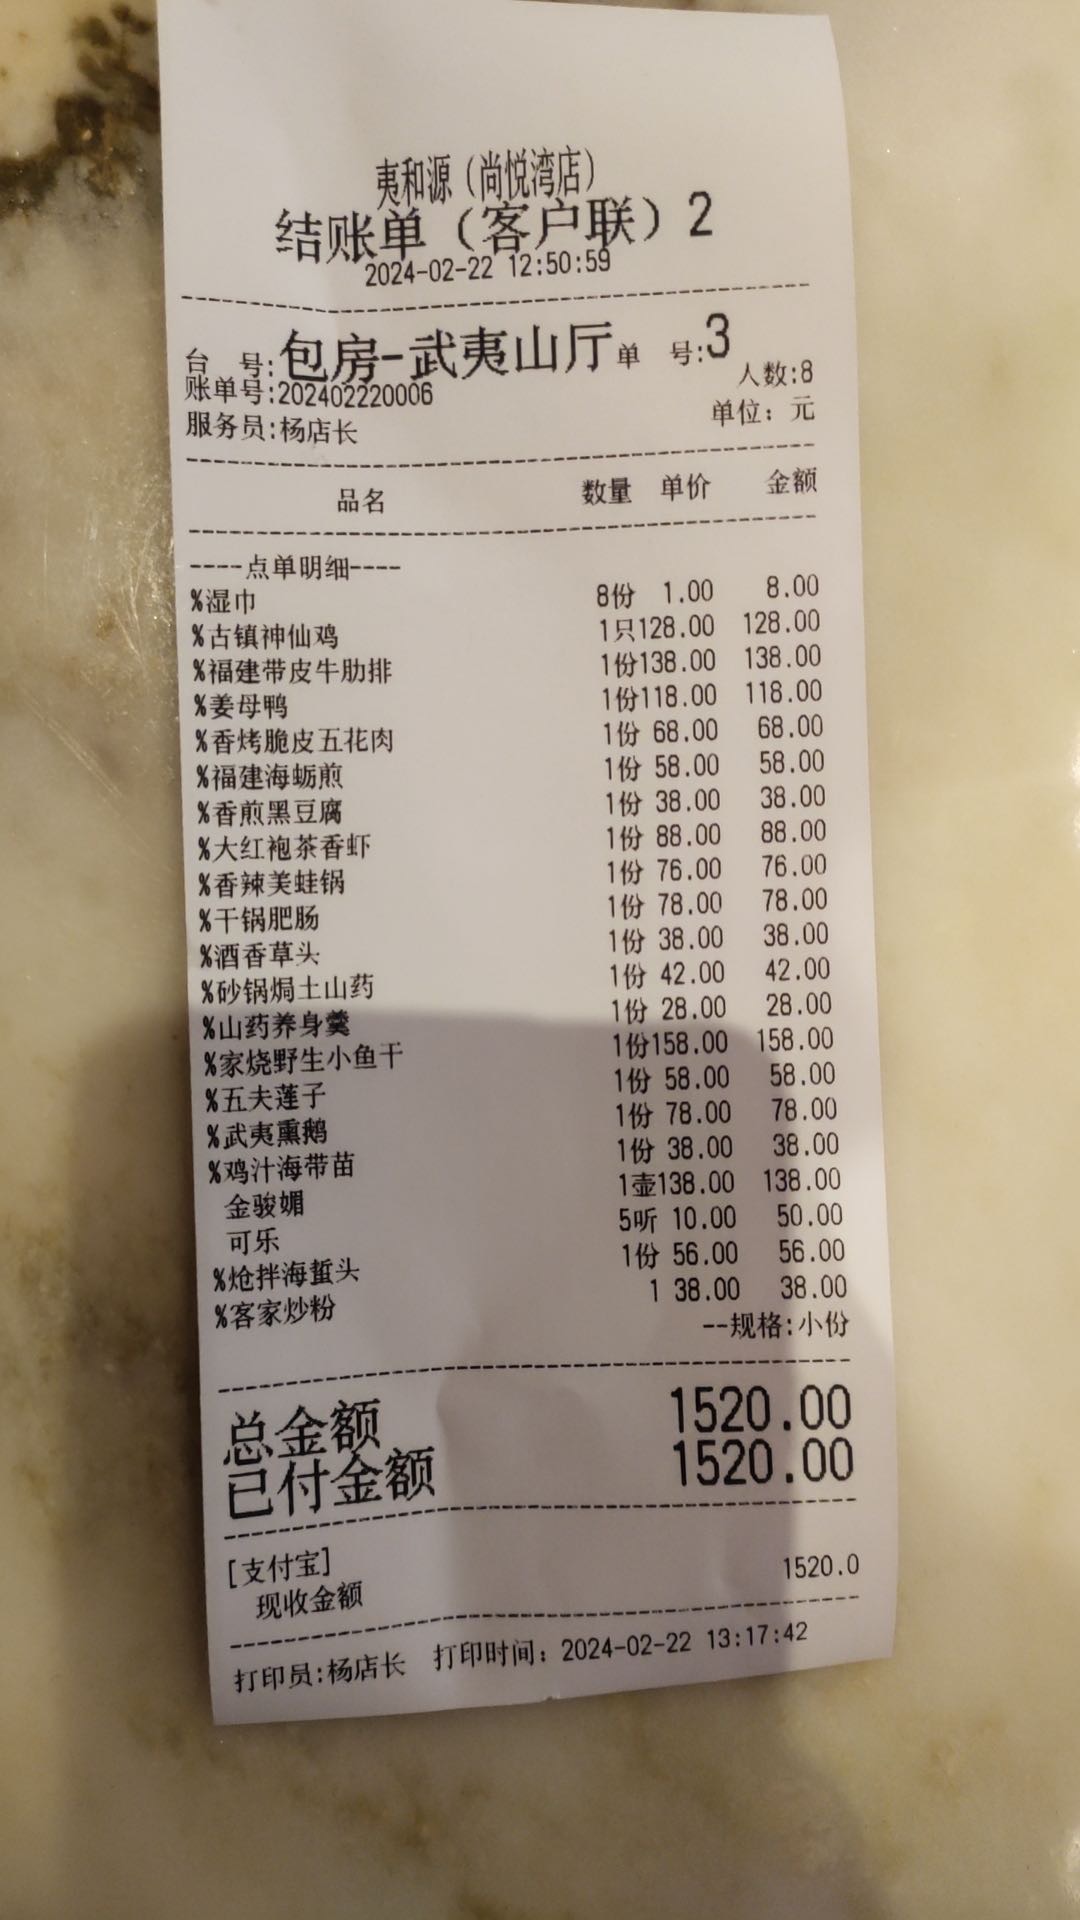 夷和源（尚悦湾店）
结账单（客户联）2
2024-02-22 12:50:59
台 号:包房-武夷山厅 单 号:3
账单号:202402220006 人数:8
服务员:杨店长 单位：元
品名 数量 单价 金额
----点单明细----
%湿巾 8份 1.00 8.00
%古镇神仙鸡 1只128.00 128.00
%福建带皮牛肋排 1份138.00 138.00
%姜母鸭 1份118.00 118.00
%香烤脆皮五花肉 1份 68.00 68.00
%福建海蛎煎 1份 58.00 58.00
%香煎黑豆腐 1份 38.00 38.00
%大红袍茶香虾 1份 88.00 88.00
%香辣美蛙锅 1份 76.00 76.00
%干锅肥肠 1份 78.00 78.00
%酒香草头 1份 38.00 38.00
%砂锅焗土山药 1份 42.00 42.00
%山药养身羹 1份 28.00 28.00
%家烧野生小鱼干 1份158.00 158.00
%五夫莲子 1份 58.00 58.00
%武夷熏鹅 1份 78.00 78.00
%鸡汁海带苗 1份 38.00 38.00
金骏媚 1壶138.00 138.00
可乐 5听 10.00 50.00
%炝拌海蜇头 1份 56.00 56.00
%客家炒粉 1 38.00 38.00
--规格:小份
总金额 1520.00
已付金额 1520.00
[支付宝] 1520.0
现收金额
打印员:杨店长 打印时间：2024-02-22 13:17:42